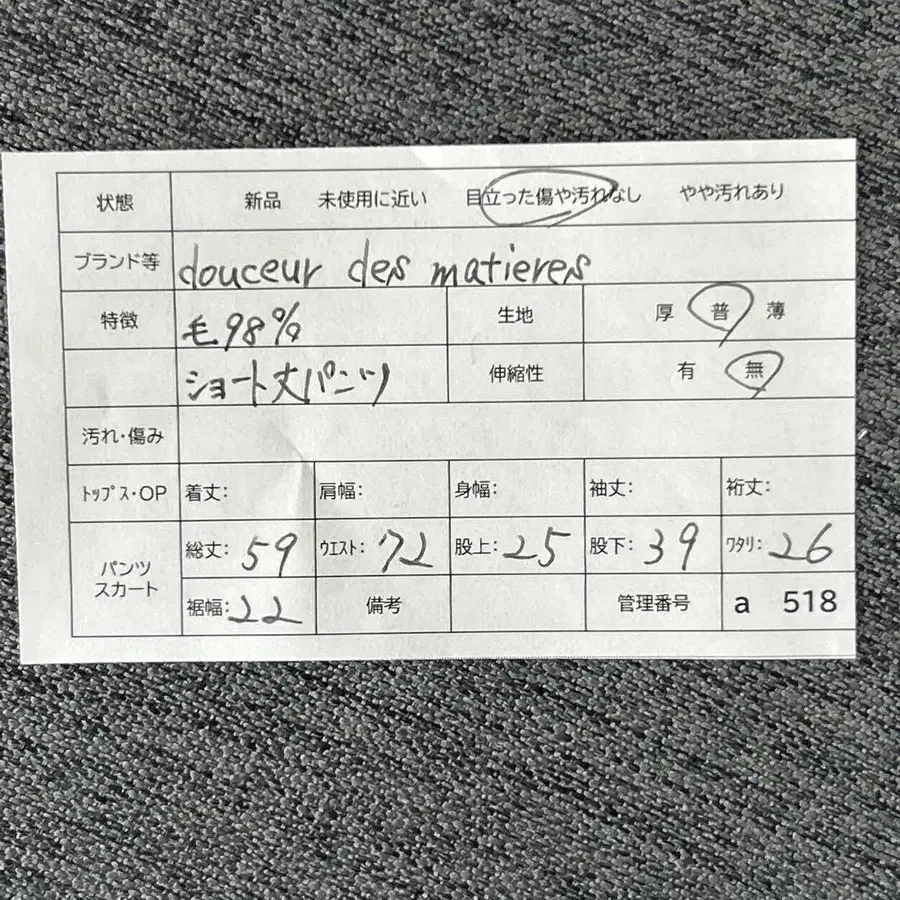 状態 新品 未使用に近い 目立った傷や汚れなし やや汚れあり
ブランド等 douceur des matieres
特徴 毛98% 生地 厚 普 薄
ショート丈パンツ 伸縮性 有 無
汚れ・傷み
トップス・OP 着丈: 肩幅: 身幅: 袖丈: 裄丈:
パンツ スカート 総丈: 59 ウエスト: 72 股上: 25 股下: 39 ワタリ: 26
裾幅: 22 備考 管理番号 a 518